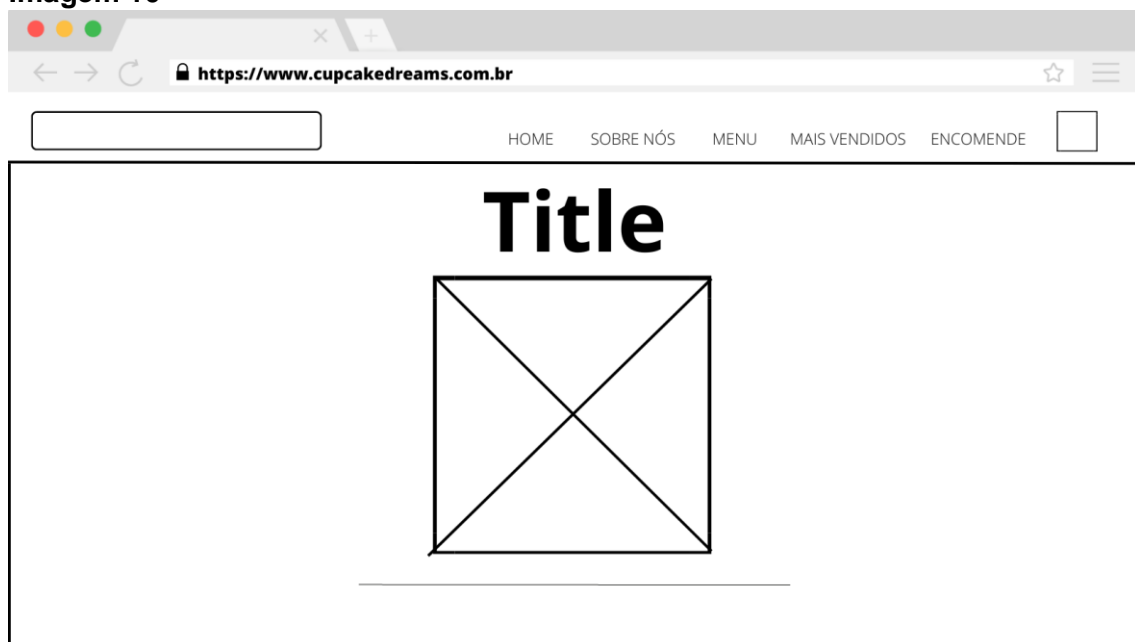 https://www.cupcakedreams.com.br
HOME SOBRE NÓS MENU MAIS VENDIDOS ENCOMENDE
Title